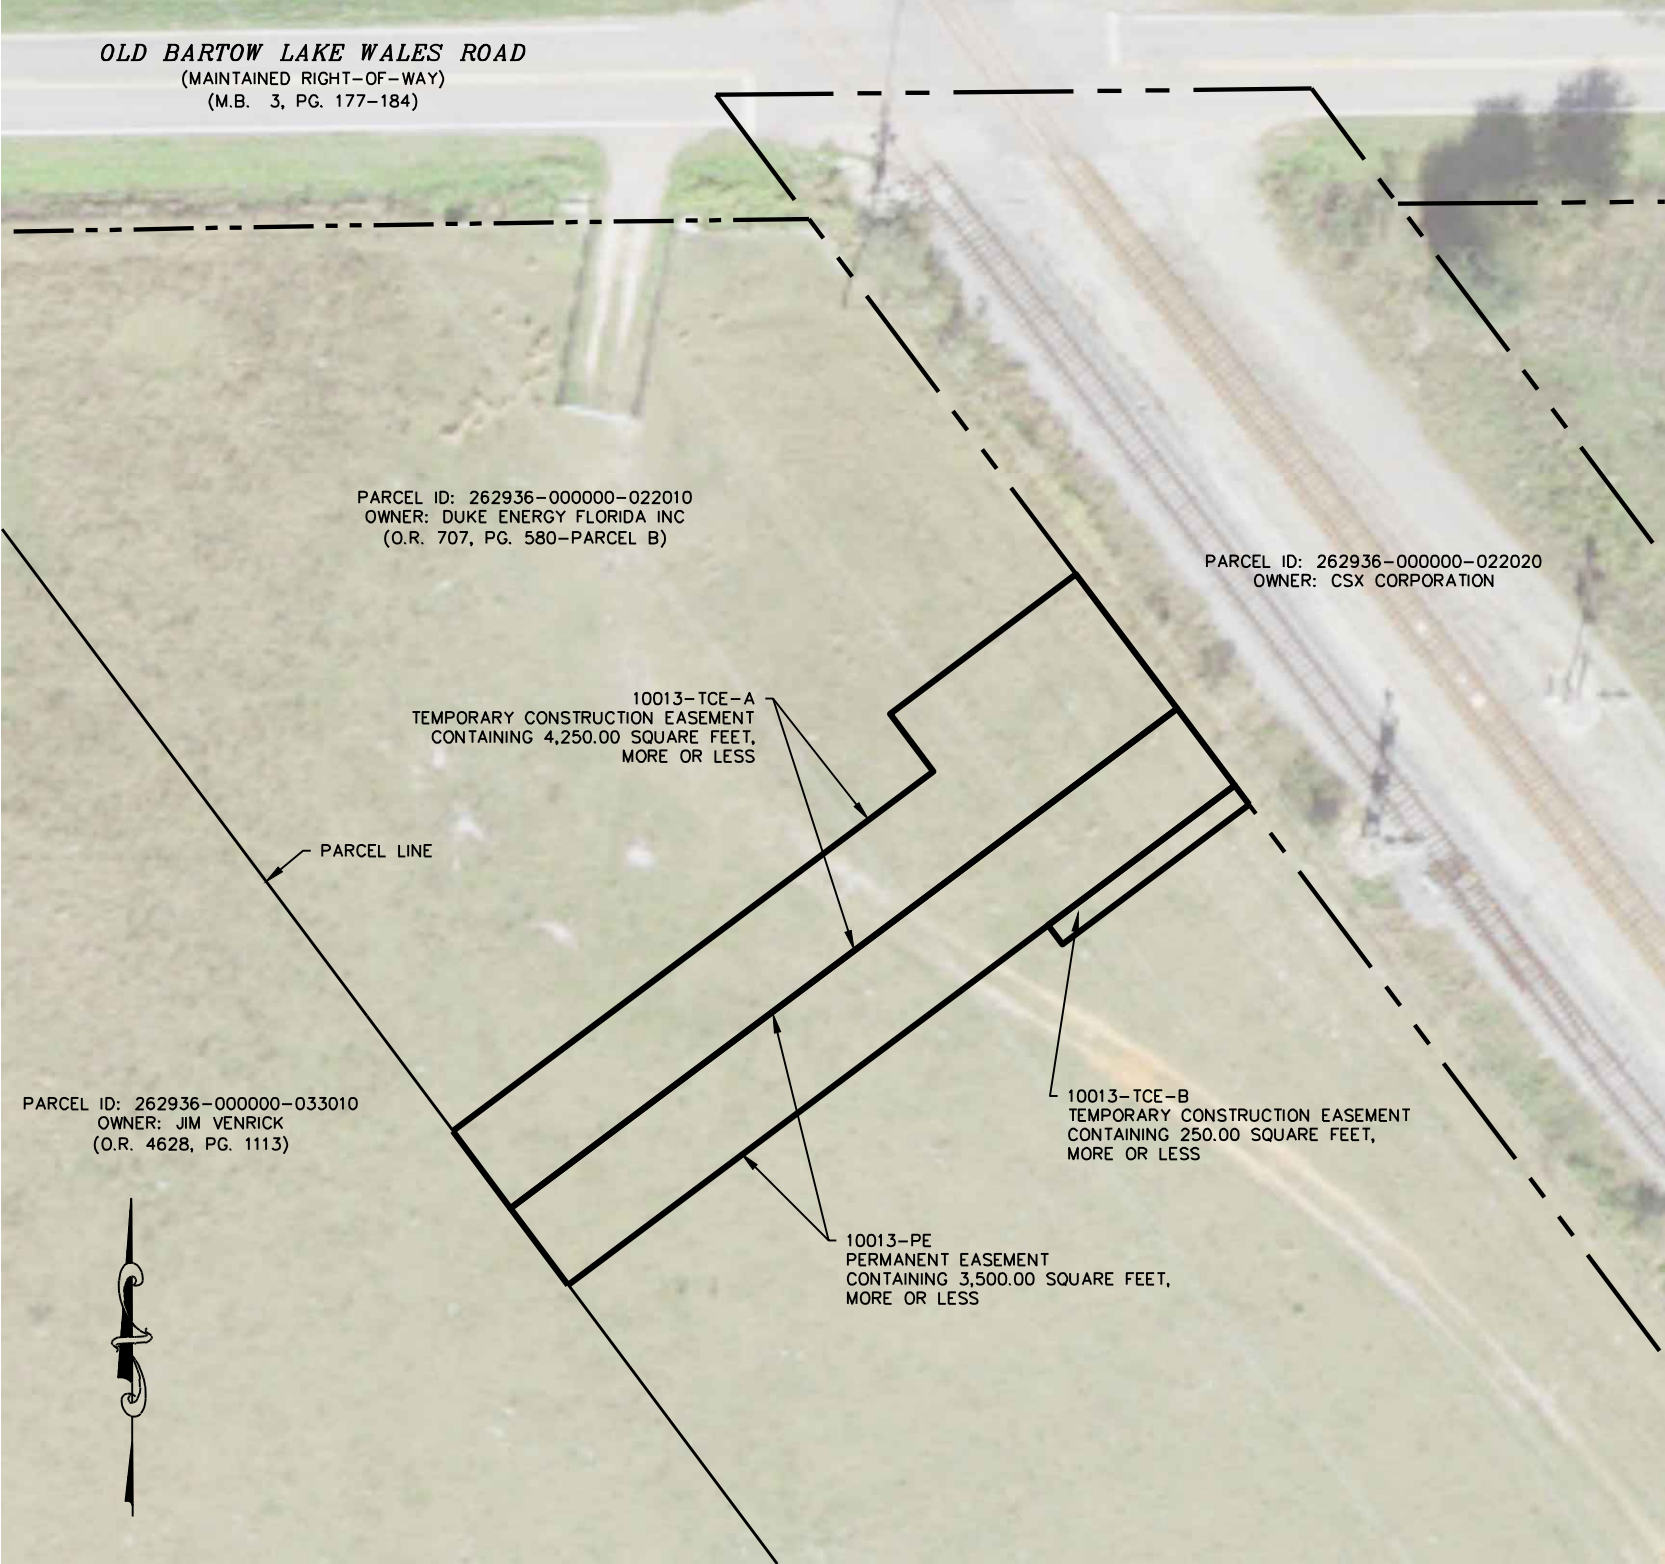 OLD BARTOW LAKE WALES ROAD
(MAINTAINED RIGHT-OF-WAY)
(M.B. 3, PG. 177-184)
PARCEL ID: 262936-000000-022010
OWNER: DUKE ENERGY FLORIDA INC
(O.R. 707, PG. 580-PARCEL B)
PARCEL ID: 262936-000000-022020
OWNER: CSX CORPORATION
10013-TCE-A
TEMPORARY CONSTRUCTION EASEMENT
CONTAINING 4,250.00 SQUARE FEET,
MORE OR LESS
PARCEL LINE
PARCEL ID: 262936-000000-033010
OWNER: JIM VENRICK
(O.R. 4628, PG. 1113)
10013-TCE-B
TEMPORARY CONSTRUCTION EASEMENT
CONTAINING 250.00 SQUARE FEET,
MORE OR LESS
10013-PE
PERMANENT EASEMENT
CONTAINING 3,500.00 SQUARE FEET,
MORE OR LESS